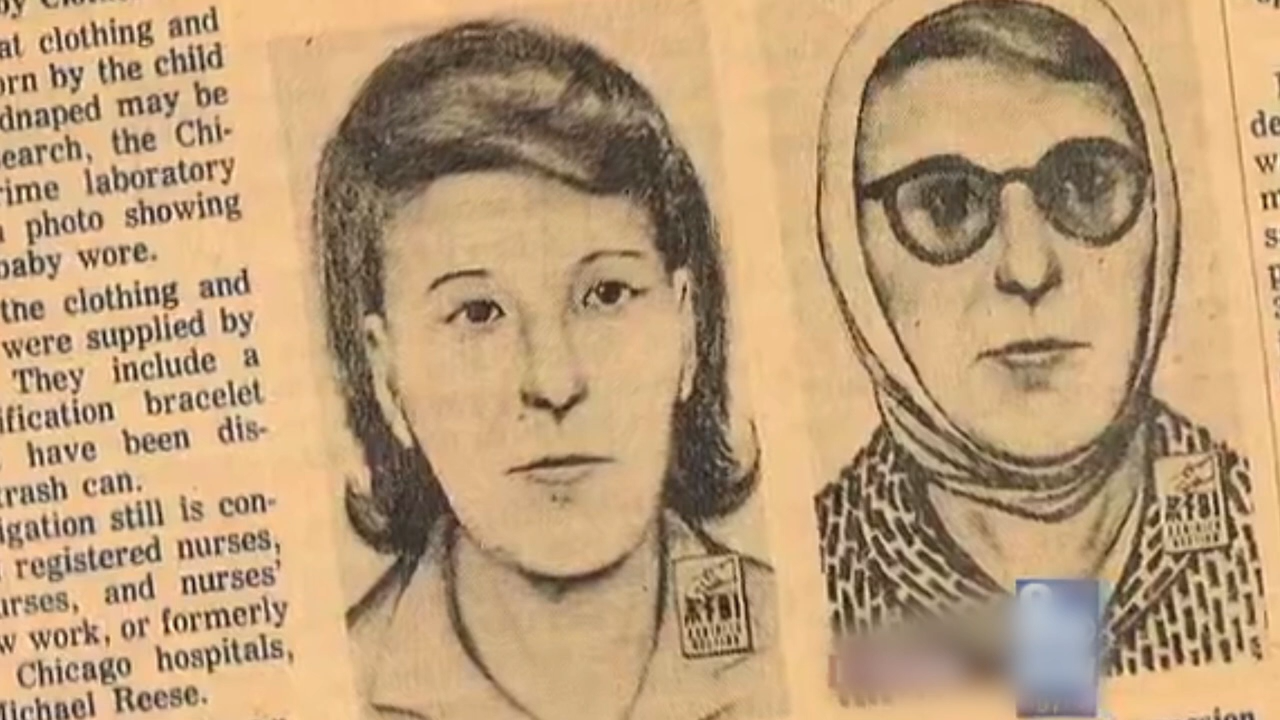 at clothing and
orn by the child
dnaped may be
earch, the Chi-
rime laboratory
photo showing
baby wore.
the clothing and
were supplied by
They include a
ification bracelet
have been dis-
trash can.
igation still is con-
registered nurses,
urses, and nurses'
w work, or formerly
Chicago hospitals,
Michael Reese.
FBI
FBI
de
w